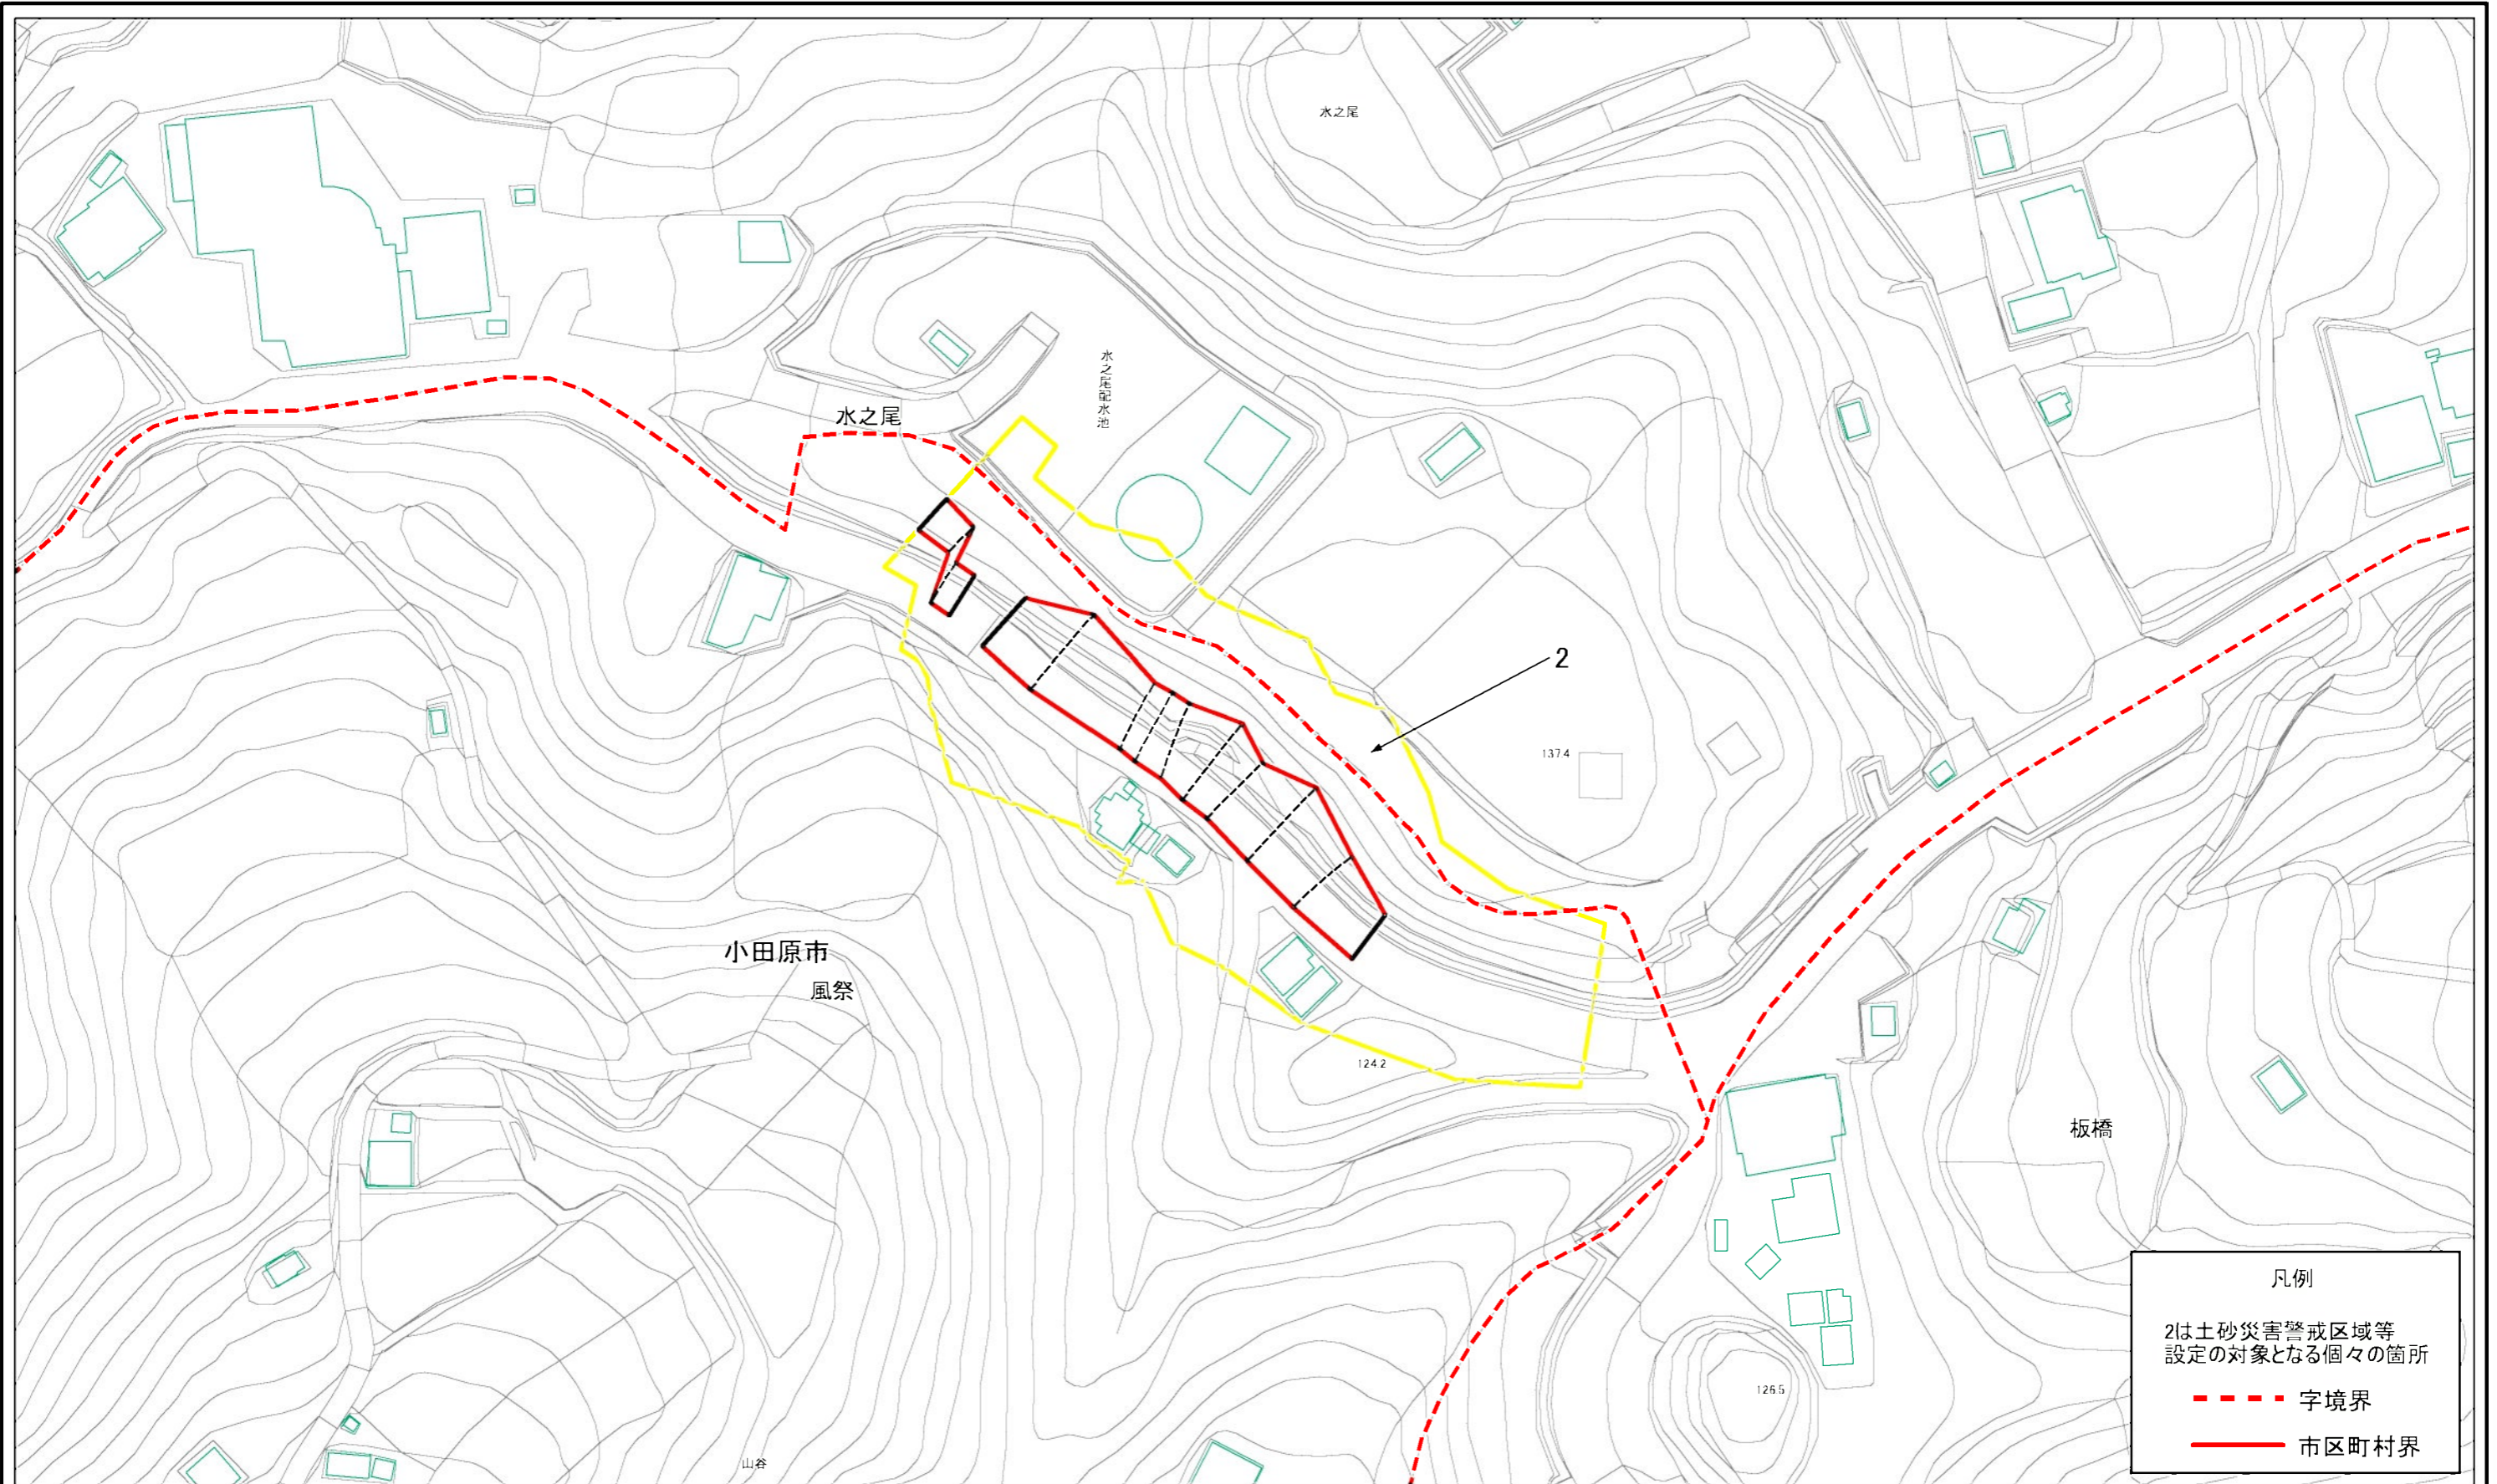 水之尾
水之尾配水池
水之尾
2
137.4
小田原市
風祭
124.2
板橋
126.5
山谷
凡例
2は土砂災害警戒区域等
設定の対象となる個々の箇所
字境界
市区町村界